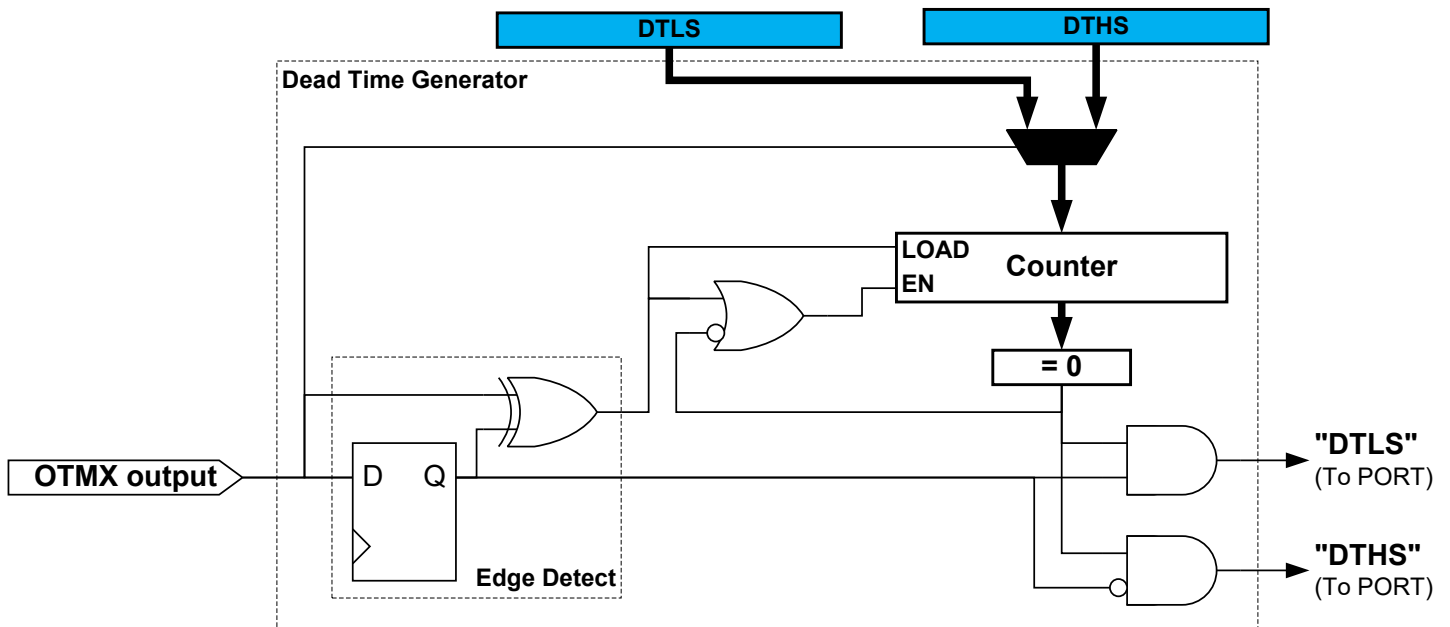 DTLS
DTHS
Dead Time Generator
LOAD
Counter
EN
= 0
OTMX output
D
Q
Edge Detect
"DTLS"
(To PORT)
"DTHS"
(To PORT)